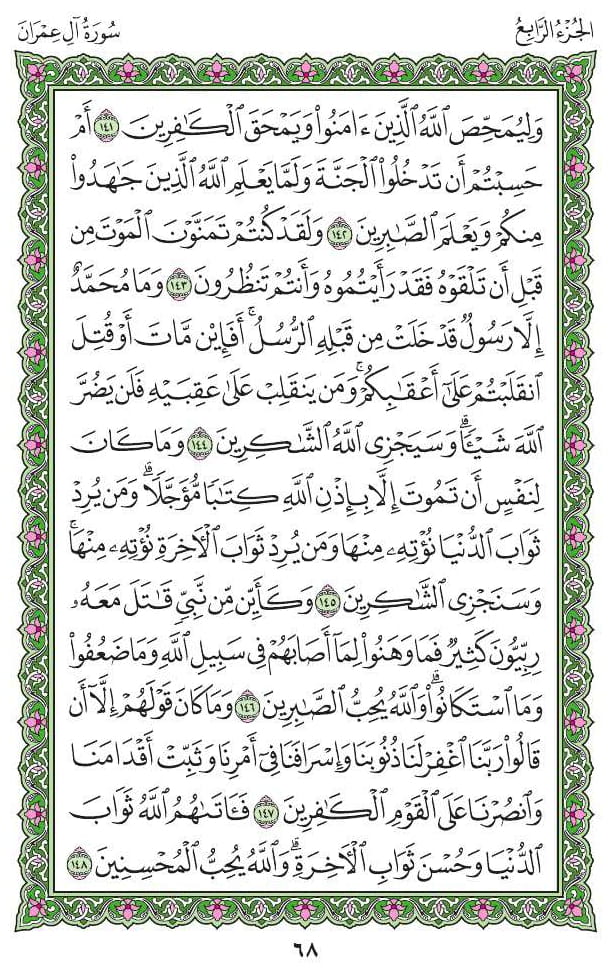 الجُزْءُ الرَّابِعُ
سُورَةُ آلِ عِمْرَانَ
وَلِيُمَحِّصَ ٱللَّهُ ٱلَّذِينَ ءَامَنُوا۟ وَيَمْحَقَ ٱلْكَـٰفِرِينَ ١٤١ أَمْ
حَسِبْتُمْ أَن تَدْخُلُوا۟ ٱلْجَنَّةَ وَلَمَّا يَعْلَمِ ٱللَّهُ ٱلَّذِينَ جَـٰهَدُوا۟
مِنكُمْ وَيَعْلَمَ ٱلصَّـٰبِرِينَ ١٤٢ وَلَقَدْ كُنتُمْ تَمَنَّوْنَ ٱلْمَوْتَ مِن
قَبْلِ أَن تَلْقَوْهُ فَقَدْ رَأَيْتُمُوهُ وَأَنتُمْ تَنظُرُونَ ١٤٣ وَمَا مُحَمَّدٌ
إِلَّا رَسُولٌ قَدْ خَلَتْ مِن قَبْلِهِ ٱلرُّسُلُ ۚ أَفَإِي۟ن مَّاتَ أَوْ قُتِلَ
ٱنقَلَبْتُمْ عَلَىٰٓ أَعْقَـٰبِكُمْ ۚ وَمَن يَنقَلِبْ عَلَىٰ عَقِبَيْهِ فَلَن يَضُرَّ
ٱللَّهَ شَيْـًٔا ۗ وَسَيَجْزِى ٱللَّهُ ٱلشَّـٰكِرِينَ ١٤٤ وَمَا كَانَ
لِنَفْسٍ أَن تَمُوتَ إِلَّا بِإِذْنِ ٱللَّهِ كِتَـٰبًا مُّؤَجَّلًا ۗ وَمَن يُرِدْ
ثَوَابَ ٱلدُّنْيَا نُؤْتِهِۦ مِنْهَا وَمَن يُرِدْ ثَوَابَ ٱلْـَٔاخِرَةِ نُؤْتِهِۦ مِنْهَا ۚ
وَسَنَجْزِى ٱلشَّـٰكِرِينَ ١٤٥ وَكَأَيِّن مِّن نَّبِىٍّ قَـٰتَلَ مَعَهُۥ
رِبِّيُّونَ كَثِيرٌ فَمَا وَهَنُوا۟ لِمَآ أَصَابَهُمْ فِى سَبِيلِ ٱللَّهِ وَمَا ضَعُفُوا۟
وَمَا ٱسْتَكَانُوا۟ ۗ وَٱللَّهُ يُحِبُّ ٱلصَّـٰبِرِينَ ١٤٦ وَمَا كَانَ قَوْلَهُمْ إِلَّآ أَن
قَالُوا۟ رَبَّنَا ٱغْفِرْ لَنَا ذُنُوبَنَا وَإِسْرَافَنَا فِىٓ أَمْرِنَا وَثَبِّتْ أَقْدَامَنَا
وَٱنصُرْنَا عَلَى ٱلْقَوْمِ ٱلْكَـٰفِرِينَ ١٤٧ فَـَٔاتَىٰهُمُ ٱللَّهُ ثَوَابَ
ٱلدُّنْيَا وَحُسْنَ ثَوَابِ ٱلْـَٔاخِرَةِ ۗ وَٱللَّهُ يُحِبُّ ٱلْمُحْسِنِينَ ١٤٨
٦٨